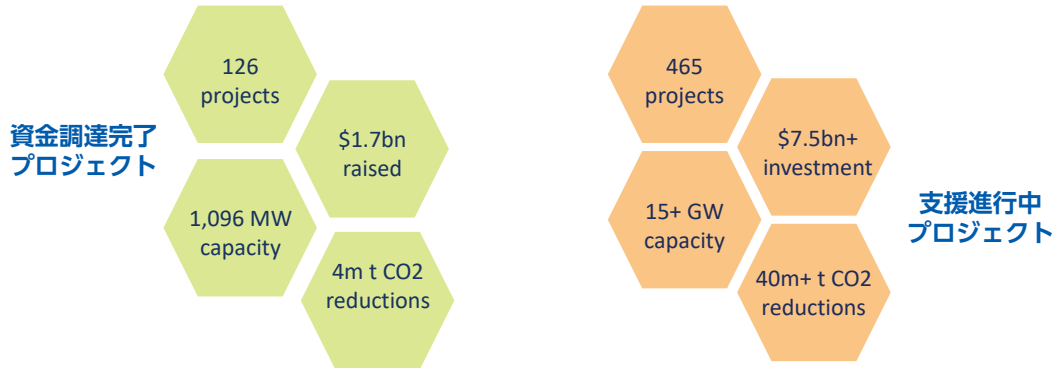 資金調達完了
プロジェクト
126
projects
$1.7bn
raised
1,096 MW
capacity
4m t CO2
reductions
465
projects
$7.5bn+
investment
15+ GW
capacity
40m+ t CO2
reductions
支援進行中
プロジェクト